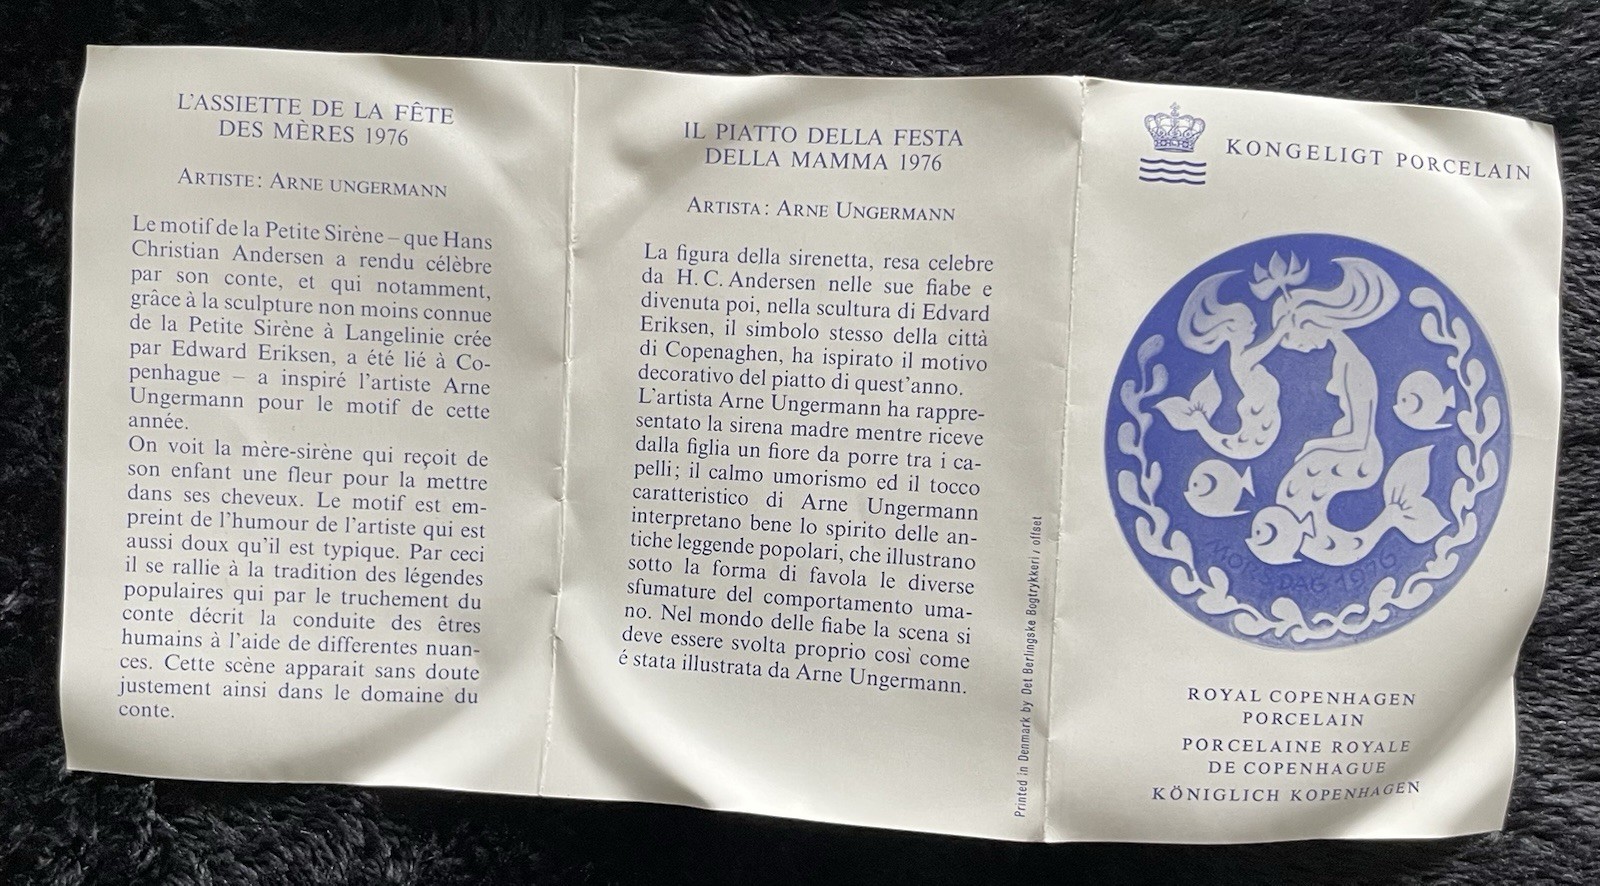 L'ASSIETTE DE LA FÊTE
DES MÈRES 1976
ARTISTE: ARNE UNGERMANN
Le motif de la Petite Sirène – que Hans
Christian Andersen a rendu célèbre
par son conte, et qui notamment,
grâce à la sculpture non moins connue
de la Petite Sirène à Langelinie crée
par Edward Eriksen, a été lié à Co-
penhague – a inspiré l'artiste Arne
Ungermann pour le motif de cette
année.
On voit la mère-sirène qui reçoit de
son enfant une fleur pour la mettre
dans ses cheveux. Le motif est em-
preint de l'humour de l'artiste qui est
aussi doux qu'il est typique. Par ceci
il se rallie à la tradition des légendes
populaires qui par le truchement du
conte décrit la conduite des êtres
humains à l'aide de differentes nuan-
ces. Cette scène apparait sans doute
justement ainsi dans le domaine du
conte.
IL PIATTO DELLA FESTA
DELLA MAMMA 1976
ARTISTA: ARNE UNGERMANN
La figura della sirenetta, resa celebre
da H. C. Andersen nelle sue fiabe e
divenuta poi, nella scultura di Edvard
Eriksen, il simbolo stesso della città
di Copenaghen, ha ispirato il motivo
decorativo del piatto di quest'anno.
L'artista Arne Ungermann ha rappre-
sentato la sirena madre mentre riceve
dalla figlia un fiore da porre tra i ca-
pelli; il calmo umorismo ed il tocco
caratteristico di Arne Ungermann
interpretano bene lo spirito delle an-
tiche leggende popolari, che illustrano
sotto la forma di favola le diverse
sfumature del comportamento uma-
no. Nel mondo delle fiabe la scena si
deve essere svolta proprio così come
é stata illustrata da Arne Ungermann.
Printed in Denmark by Det Berlingske Bogtrykkeri / offset
KONGELIGT PORCELAIN
MORS DAG 1976
ROYAL COPENHAGEN
PORCELAIN
PORCELAINE ROYALE
DE COPENHAGUE
KÖNIGLICH KOPENHAGEN